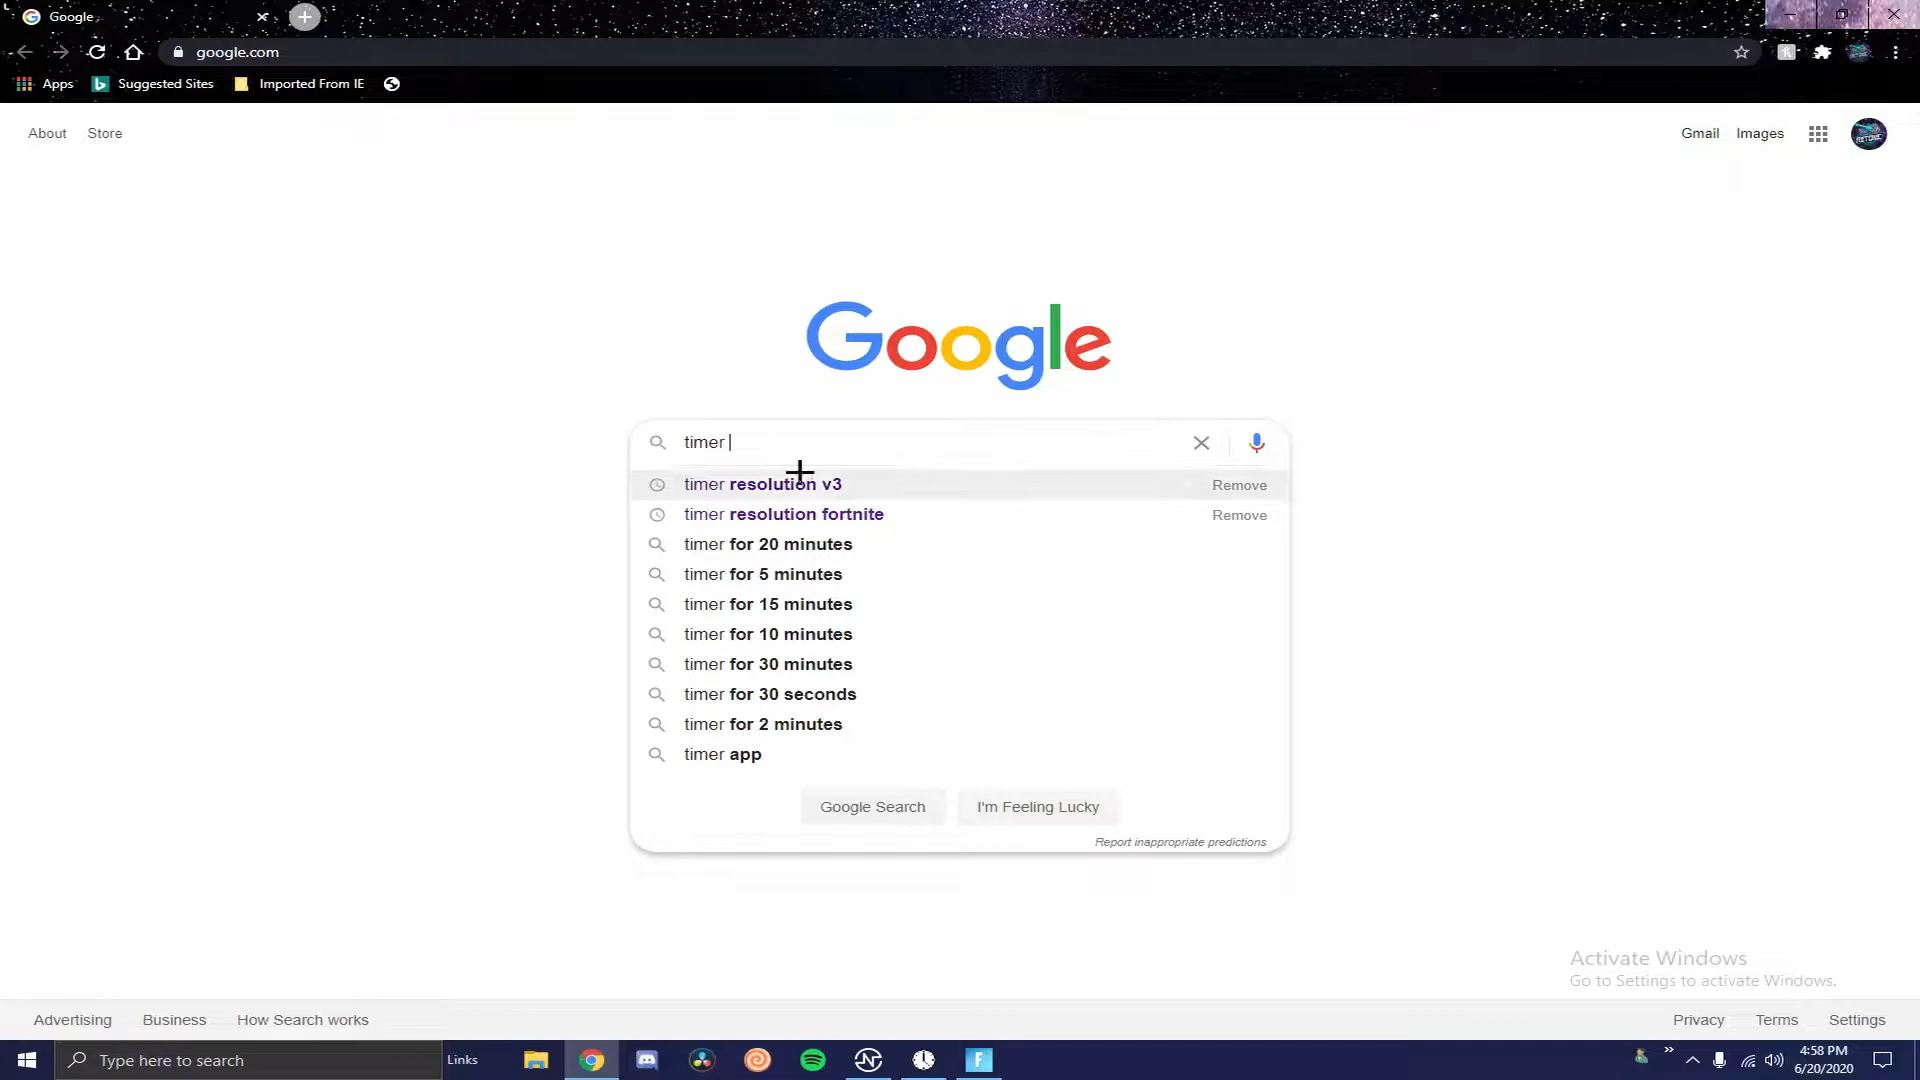 Google
google.com
Apps
Suggested Sites
Imported From IE
About
Store
Gmail
Images
Google
timer
timer resolution v3
Remove
timer resolution fortnite
Remove
timer for 20 minutes
timer for 5 minutes
timer for 15 minutes
timer for 10 minutes
timer for 30 minutes
timer for 30 seconds
timer for 2 minutes
timer app
Google Search
I'm Feeling Lucky
Report inappropriate predictions
Activate Windows
Go to Settings to activate Windows.
Advertising
Business
How Search works
Privacy
Terms
Settings
Type here to search
Links
4:58 PM
6/20/2020